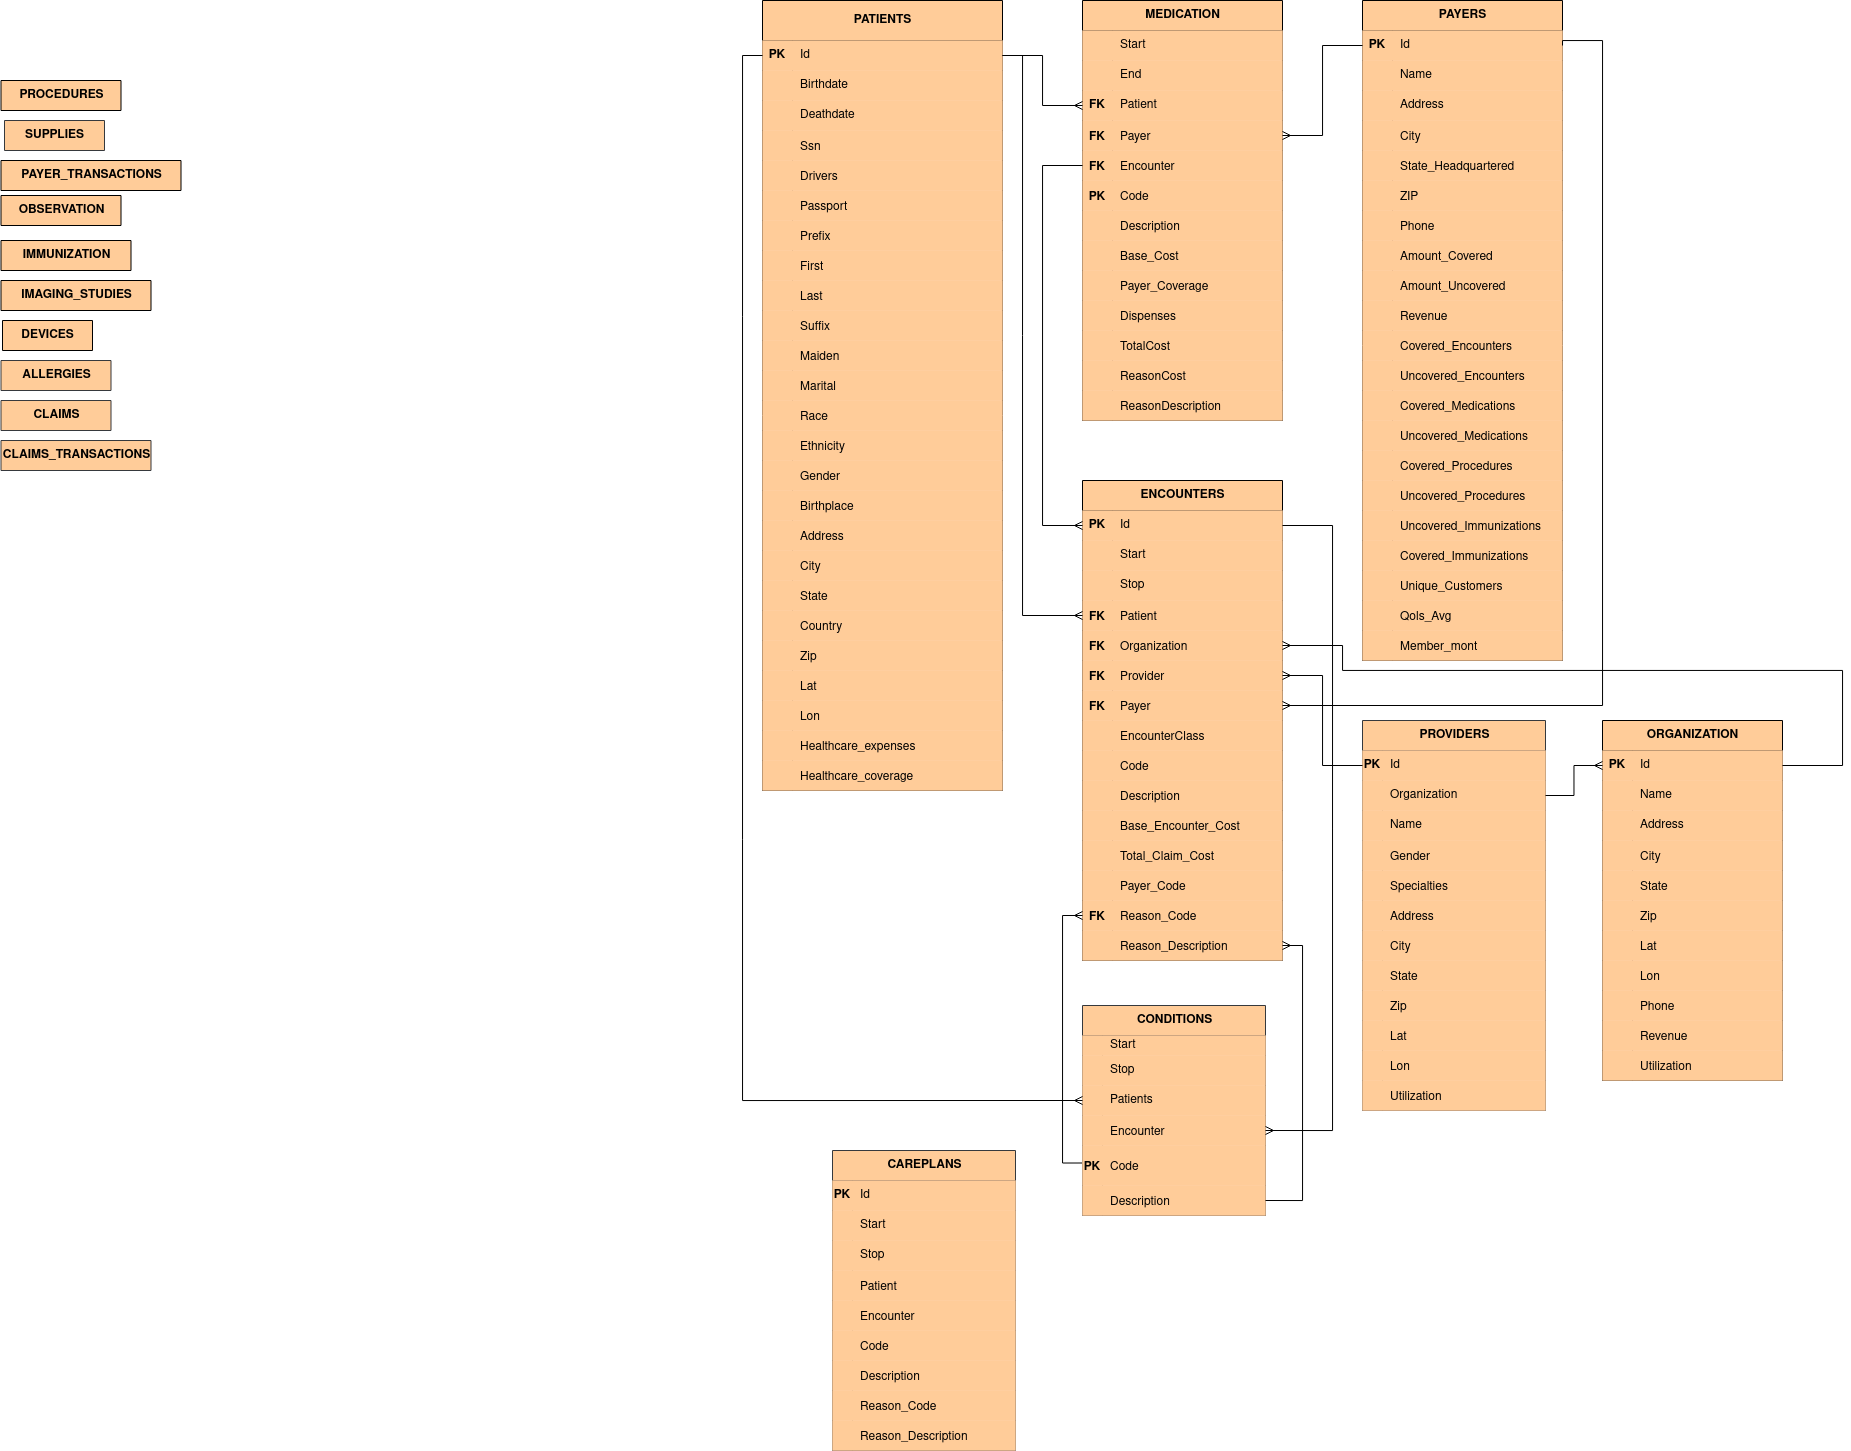 PROCEDURES
SUPPLIES
PAYER_TRANSACTIONS
OBSERVATION
IMMUNIZATION
IMAGING_STUDIES
DEVICES
ALLERGIES
CLAIMS
CLAIMS_TRANSACTIONS
PATIENTS
PK Id
Birthdate
Deathdate
Ssn
Drivers
Passport
Prefix
First
Last
Suffix
Maiden
Marital
Race
Ethnicity
Gender
Birthplace
Address
City
State
Country
Zip
Lat
Lon
Healthcare_expenses
Healthcare_coverage
MEDICATION
Start
End
FK Patient
FK Payer
FK Encounter
PK Code
Description
Base_Cost
Payer_Coverage
Dispenses
TotalCost
ReasonCost
ReasonDescription
PAYERS
PK Id
Name
Address
City
State_Headquartered
ZIP
Phone
Amount_Covered
Amount_Uncovered
Revenue
Covered_Encounters
Uncovered_Encounters
Covered_Medications
Uncovered_Medications
Covered_Procedures
Uncovered_Procedures
Uncovered_Immunizations
Covered_Immunizations
Unique_Customers
Qols_Avg
Member_mont
ENCOUNTERS
PK Id
Start
Stop
FK Patient
FK Organization
FK Provider
FK Payer
EncounterClass
Code
Description
Base_Encounter_Cost
Total_Claim_Cost
Payer_Code
FK Reason_Code
Reason_Description
PROVIDERS
PK Id
Organization
Name
Gender
Specialties
Address
City
State
Zip
Lat
Lon
Utilization
ORGANIZATION
PK Id
Name
Address
City
State
Zip
Lat
Lon
Phone
Revenue
Utilization
CONDITIONS
Start
Stop
Patients
Encounter
PK Code
Description
CAREPLANS
PK Id
Start
Stop
Patient
Encounter
Code
Description
Reason_Code
Reason_Description